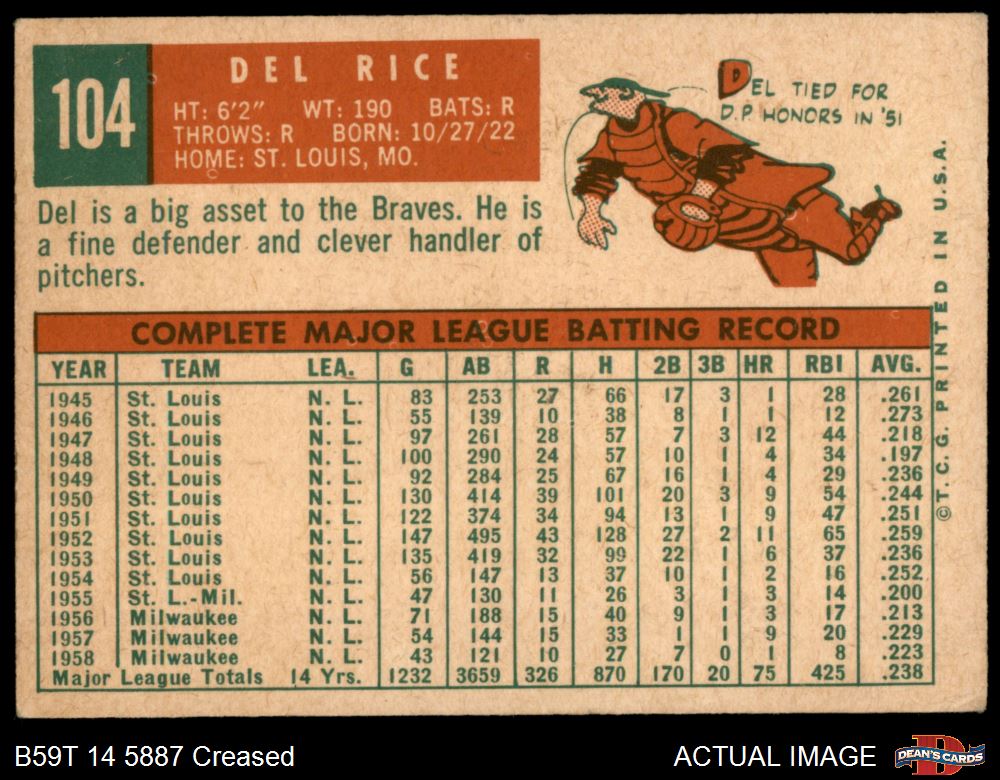 104
DEL RICE
HT: 6'2" WT: 190 BATS: R
THROWS: R BORN: 10/27/22
HOME: ST. LOUIS, MO.
DEL TIED FOR
D.P HONORS IN '51
Del is a big asset to the Braves. He is
a fine defender and clever handler of
pitchers.
COMPLETE MAJOR LEAGUE BATTING RECORD
YEAR TEAM LEA. G AB R H 2B 3B HR RBI AVG.
1945 St. Louis N. L. 83 253 27 66 17 3 1 28 .261
1946 St. Louis N. L. 55 139 10 38 8 1 1 12 .273
1947 St. Louis N. L. 97 261 28 57 7 3 12 44 .218
1948 St. Louis N. L. 100 290 24 57 10 1 4 34 .197
1949 St. Louis N. L. 92 284 25 67 16 1 4 29 .236
1950 St. Louis N. L. 130 414 39 101 20 3 9 54 .244
1951 St. Louis N. L. 122 374 34 94 13 1 9 47 .251
1952 St. Louis N. L. 147 495 43 128 27 2 11 65 .259
1953 St. Louis N. L. 135 419 32 99 22 1 6 37 .236
1954 St. Louis N. L. 56 147 13 37 10 1 2 16 .252
1955 St. L.-Mil. N. L. 47 130 11 26 3 1 3 14 .200
1956 Milwaukee N. L. 71 188 15 40 9 1 3 17 .213
1957 Milwaukee N. L. 54 144 15 33 1 1 9 20 .229
1958 Milwaukee N. L. 43 121 10 27 7 0 1 8 .223
Major League Totals 14 Yrs. 1232 3659 326 870 170 20 75 425 .238
©T.C.G. PRINTED IN U.S.A.
B59T 14 5887 Creased
ACTUAL IMAGE
D
DEAN'S CARDS